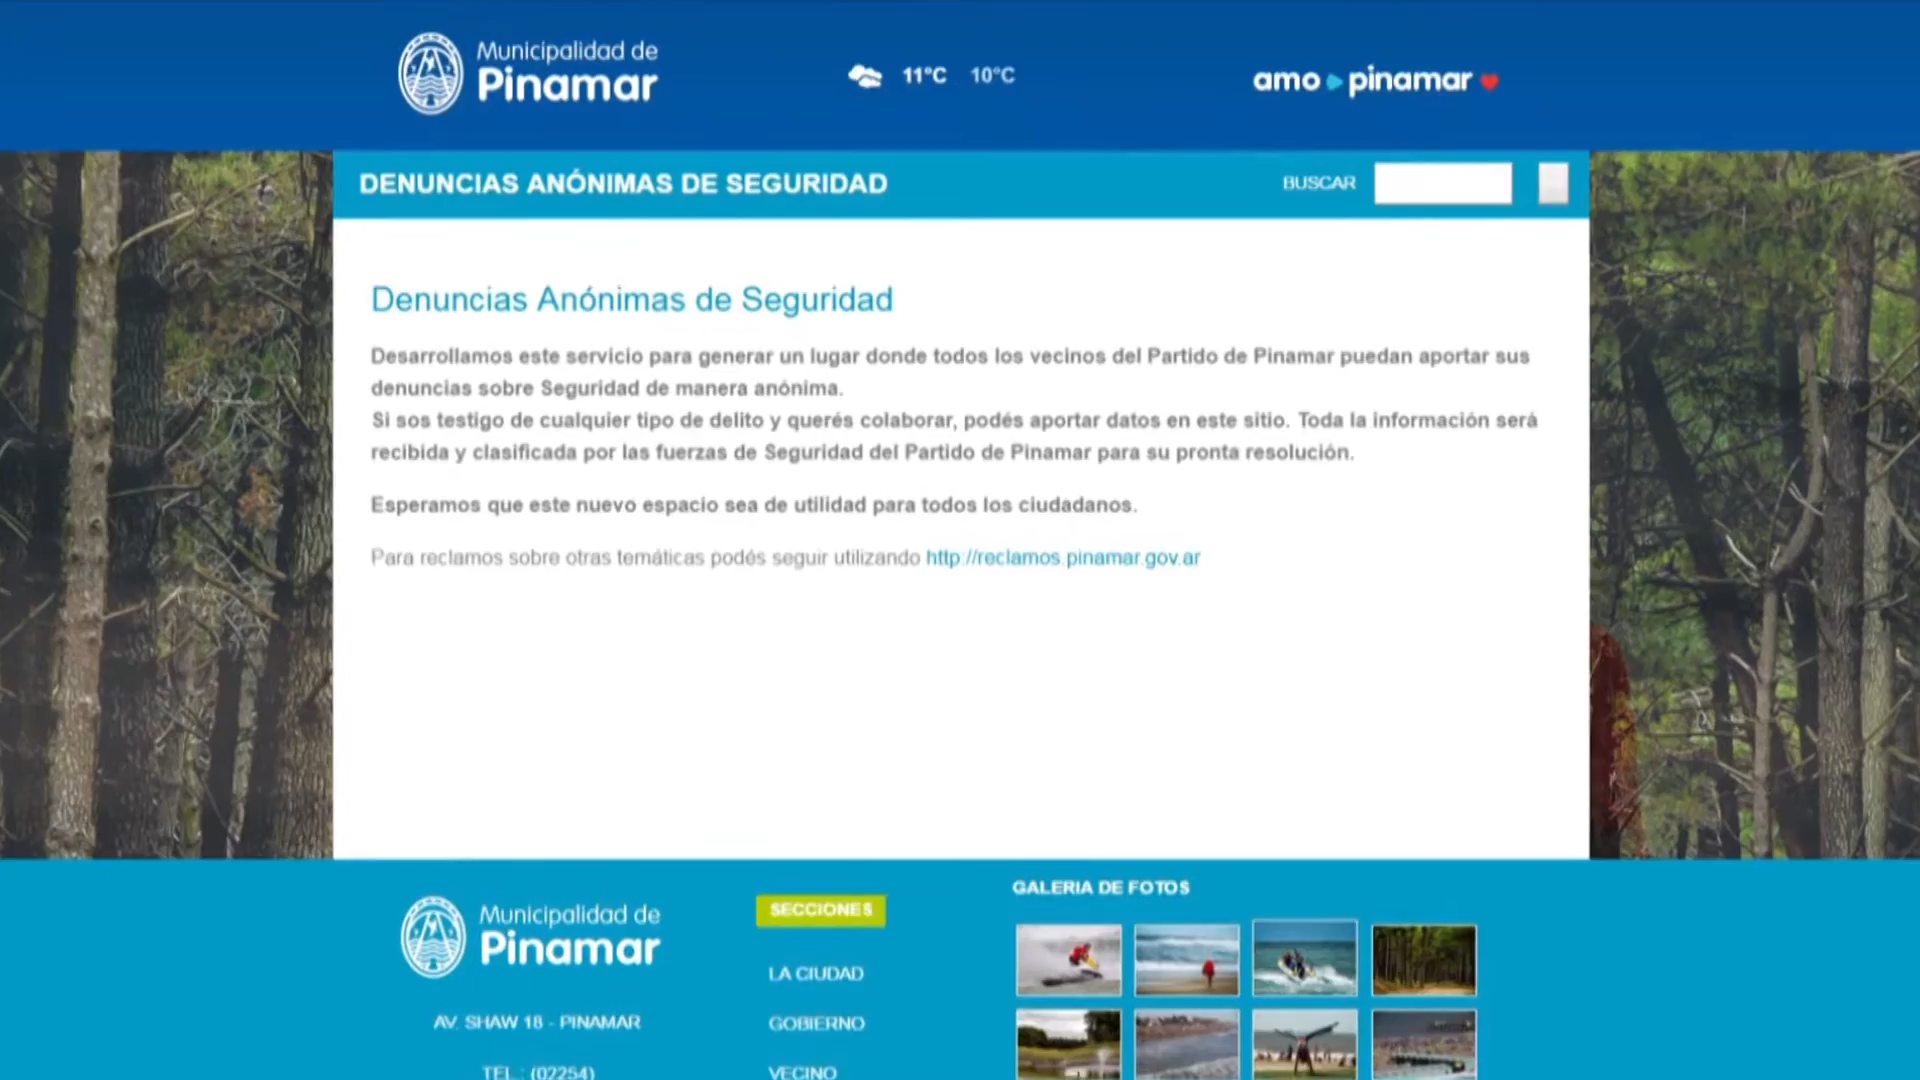 Municipalidad de
Pinamar
11°C 10°C
amo pinamar
DENUNCIAS ANÓNIMAS DE SEGURIDAD
BUSCAR
Denuncias Anónimas de Seguridad
Desarrollamos este servicio para generar un lugar donde todos los vecinos del Partido de Pinamar puedan aportar sus
denuncias sobre Seguridad de manera anónima.
Si sos testigo de cualquier tipo de delito y querés colaborar, podés aportar datos en este sitio. Toda la información será
recibida y clasificada por las fuerzas de Seguridad del Partido de Pinamar para su pronta resolución.
Esperamos que este nuevo espacio sea de utilidad para todos los ciudadanos.
Para reclamos sobre otras temáticas podés seguir utilizando http://reclamos.pinamar.gov.ar
Municipalidad de
Pinamar
AV. SHAW 18 - PINAMAR
TEL.: (02254)
SECCIONES
LA CIUDAD
GOBIERNO
VECINO
GALERIA DE FOTOS